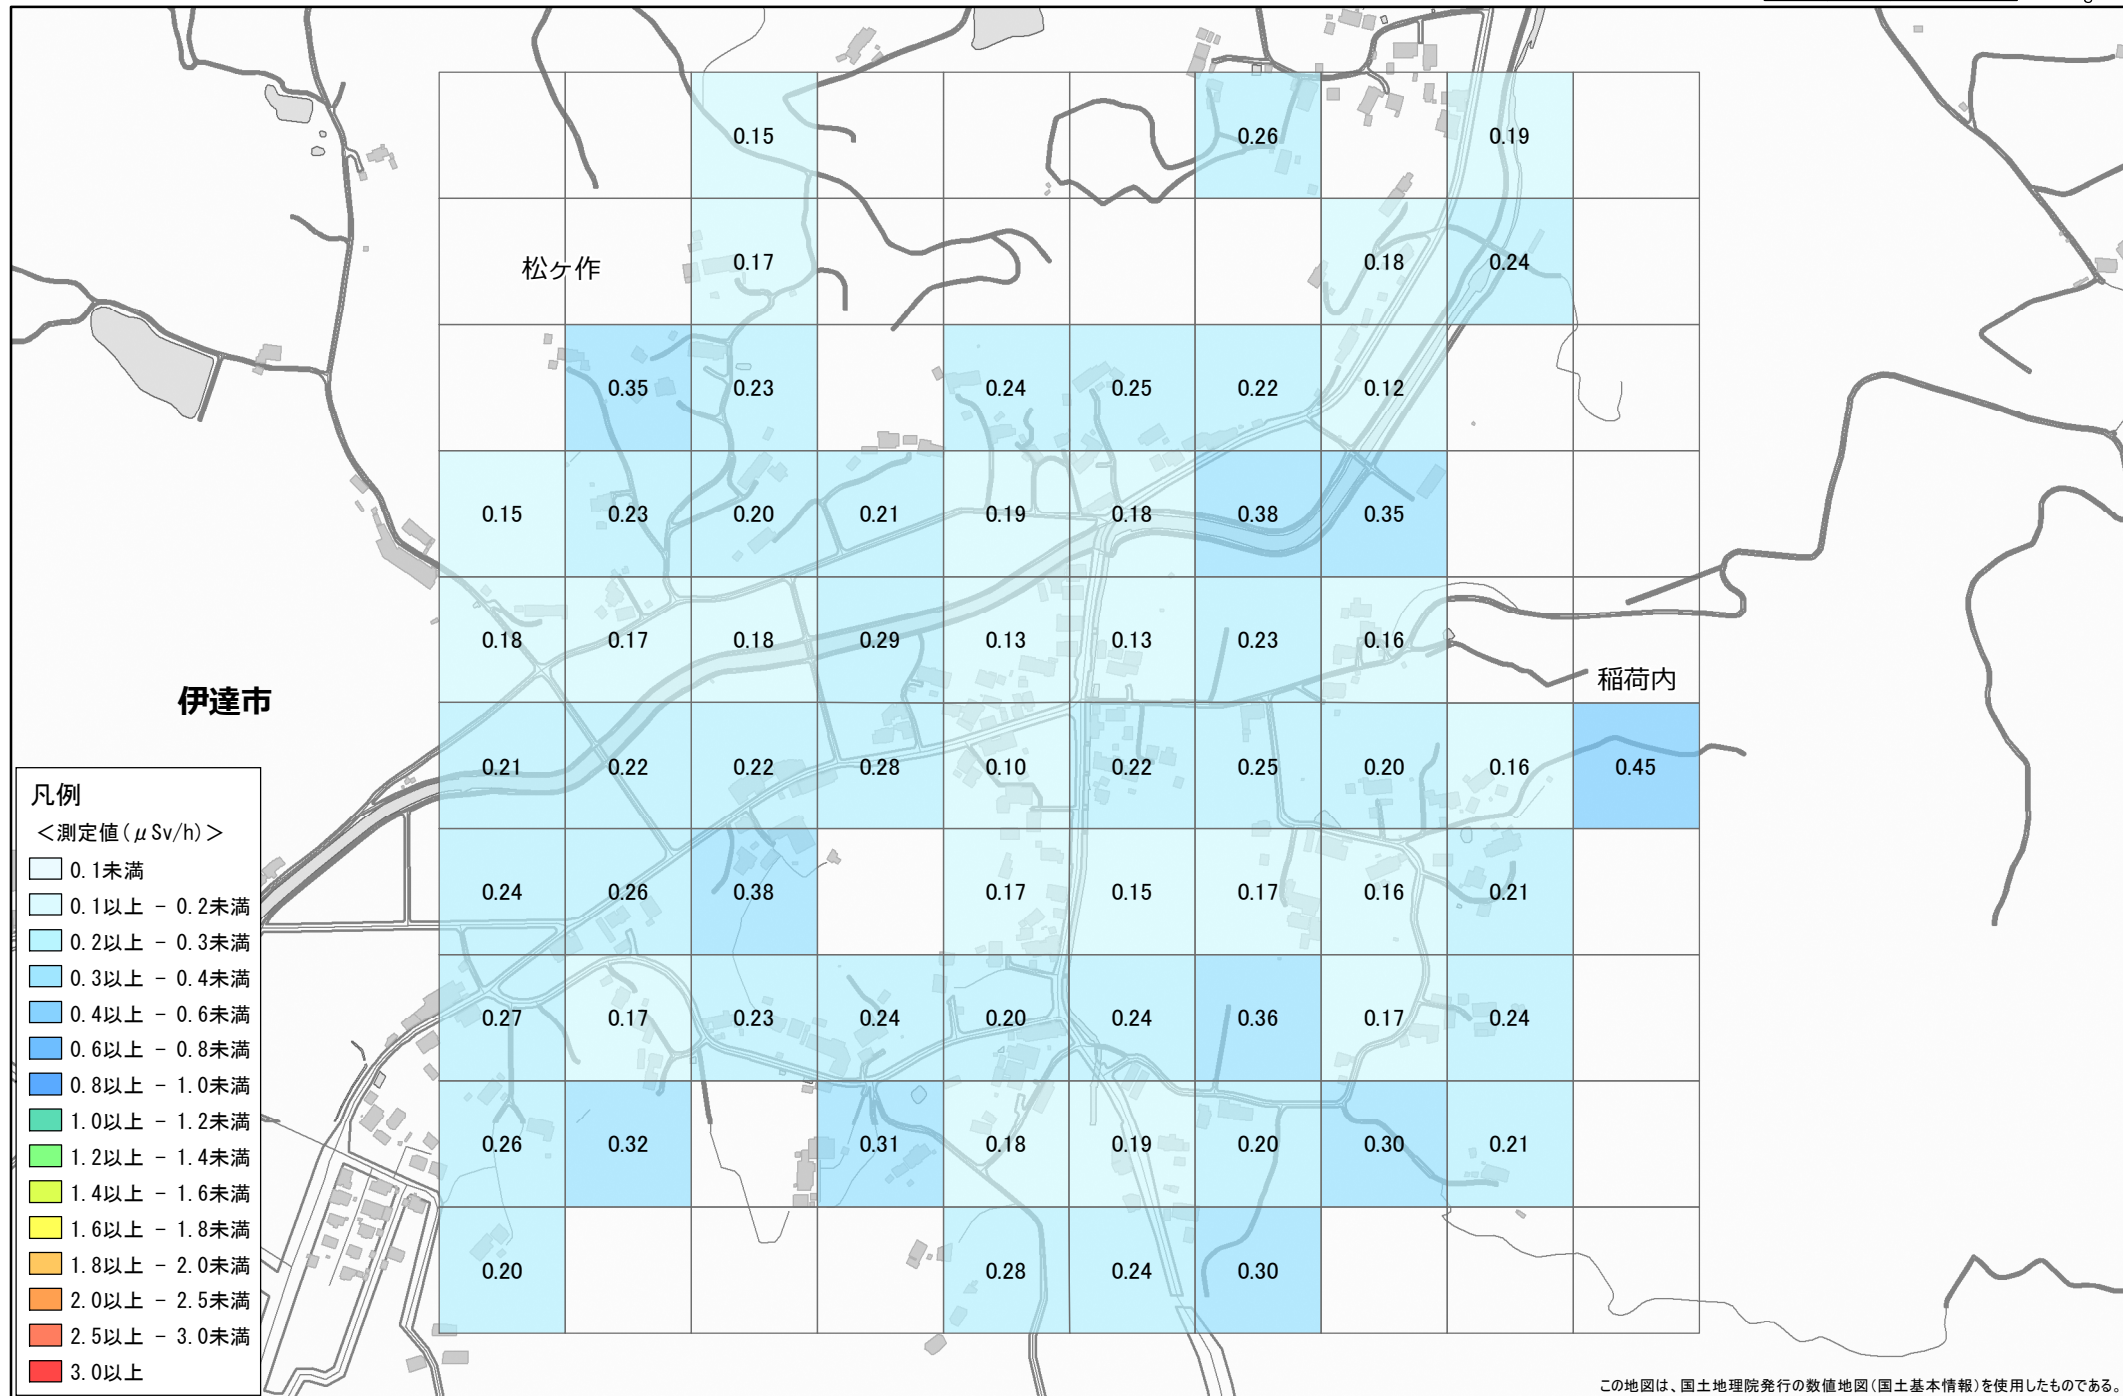 0.15 0.26 0.19
松ヶ作 0.17 0.18 0.24
0.35 0.23 0.24 0.25 0.22 0.12
0.15 0.23 0.20 0.21 0.19 0.18 0.38 0.35
0.18 0.17 0.18 0.29 0.13 0.13 0.23 0.16
稲荷内
伊達市
0.21 0.22 0.22 0.28 0.10 0.22 0.25 0.20 0.16 0.45
0.24 0.26 0.38 0.17 0.15 0.17 0.16 0.21
0.27 0.17 0.23 0.24 0.20 0.24 0.36 0.17 0.24
0.26 0.32 0.31 0.18 0.19 0.20 0.30 0.21
0.20 0.28 0.24 0.30
凡例
＜測定値(μSv/h)＞
0.1未満
0.1以上 - 0.2未満
0.2以上 - 0.3未満
0.3以上 - 0.4未満
0.4以上 - 0.6未満
0.6以上 - 0.8未満
0.8以上 - 1.0未満
1.0以上 - 1.2未満
1.2以上 - 1.4未満
1.4以上 - 1.6未満
1.6以上 - 1.8未満
1.8以上 - 2.0未満
2.0以上 - 2.5未満
2.5以上 - 3.0未満
3.0以上
この地図は、国土地理院発行の数値地図(国土基本情報)を使用したものである。